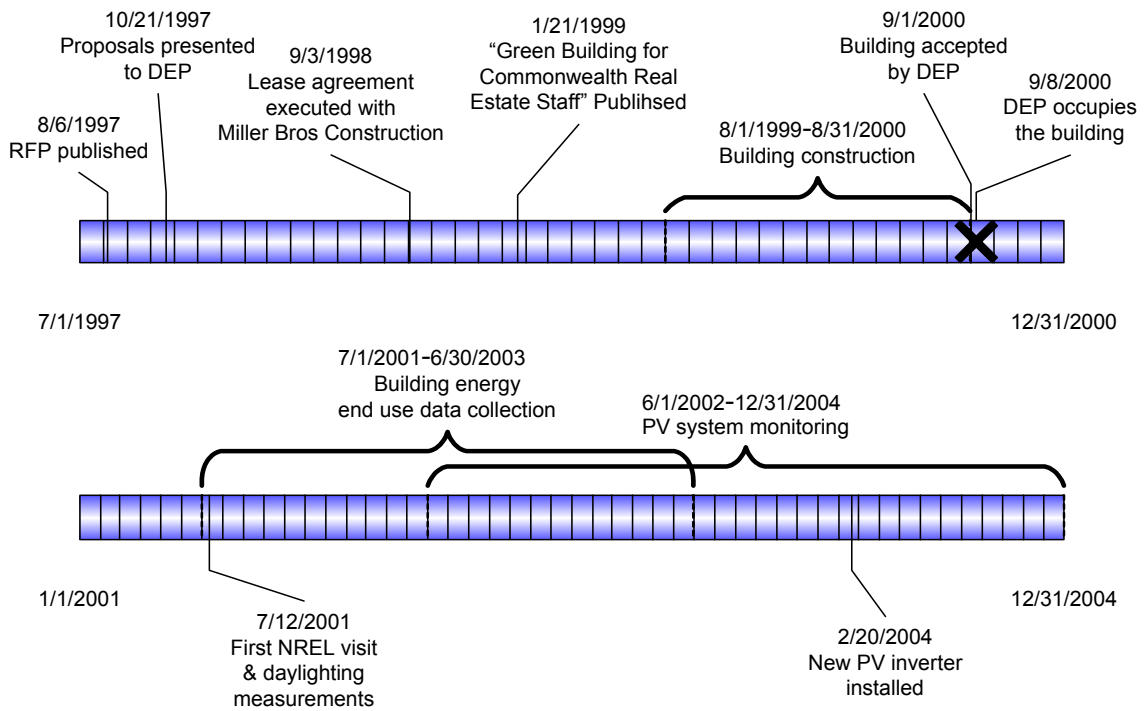 10/21/1997
Proposals presented
to DEP
8/6/1997
RFP published
9/3/1998
Lease agreement
executed with
Miller Bros Construction
1/21/1999
“Green Building for
Commonwealth Real
Estate Staff” Publihsed
8/1/1999-8/31/2000
Building construction
9/1/2000
Building accepted
by DEP
9/8/2000
DEP occupies
the building
7/1/1997
12/31/2000
7/1/2001-6/30/2003
Building energy
end use data collection
6/1/2002-12/31/2004
PV system monitoring
1/1/2001
12/31/2004
7/12/2001
First NREL visit
& daylighting
measurements
2/20/2004
New PV inverter
installed